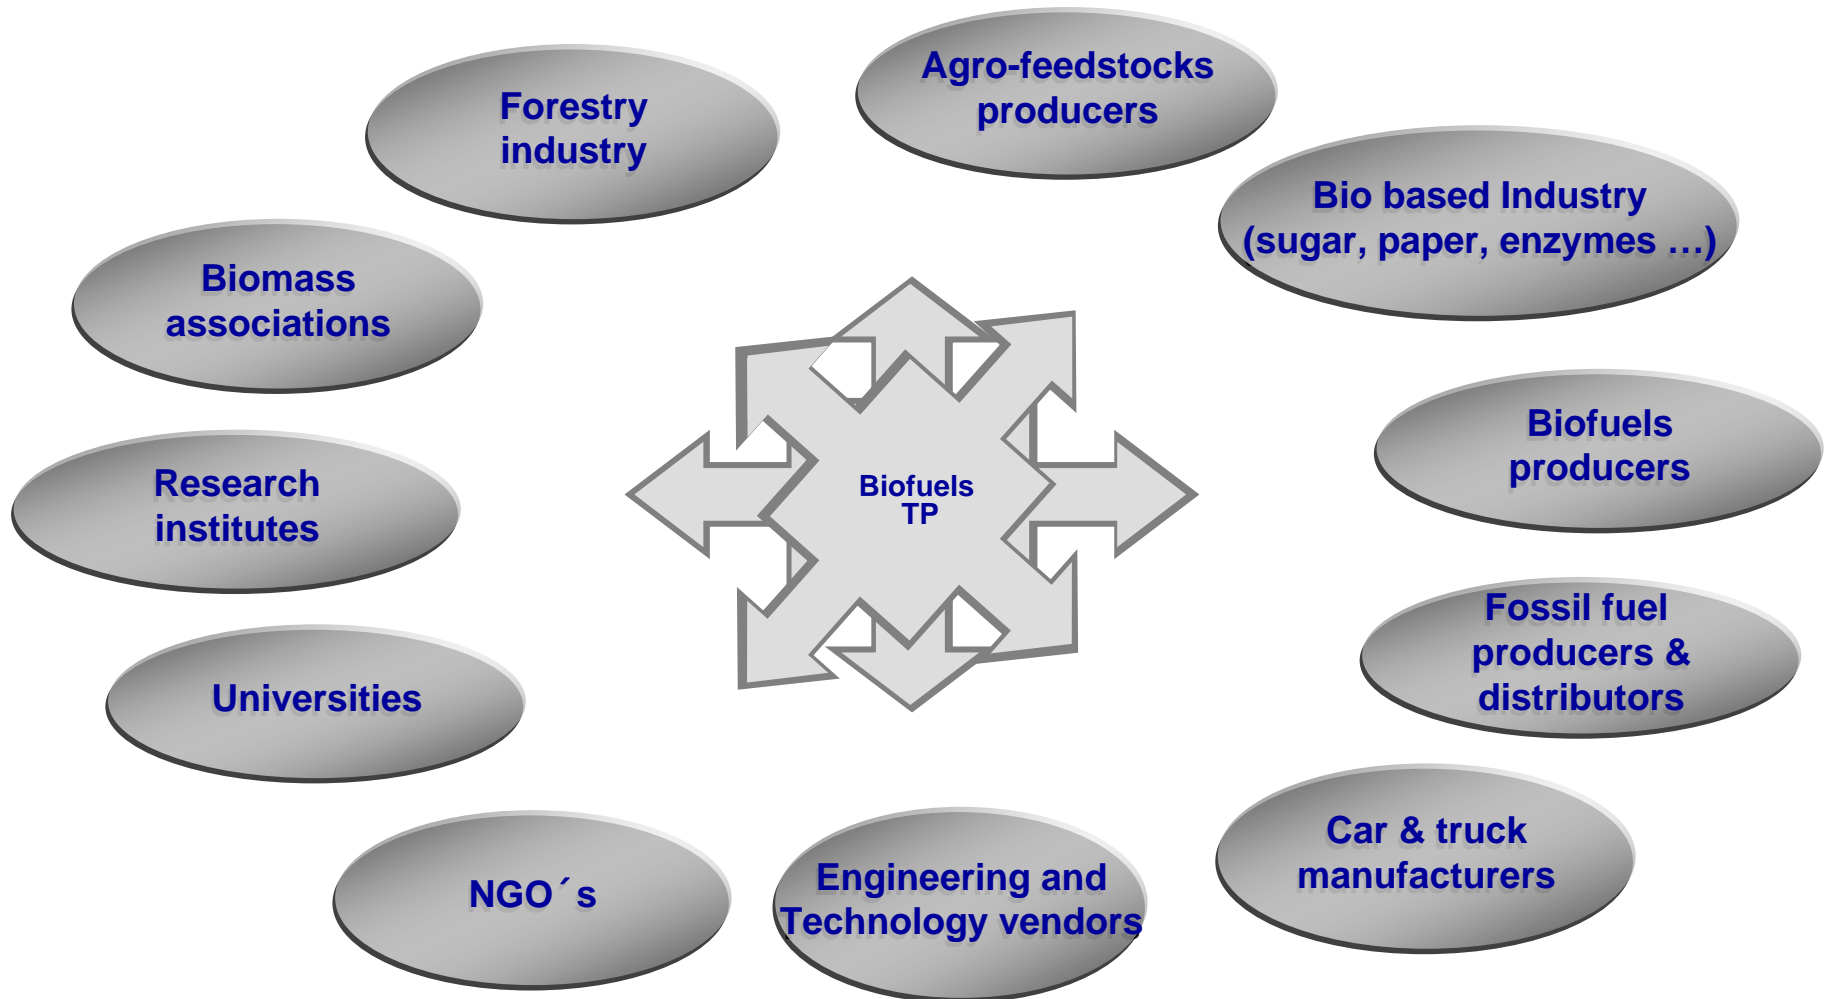 Agro-feedstocks
producers
Forestry
industry
Bio based Industry
(sugar, paper, enzymes …)
Biomass
associations
Biofuels
producers
Research
institutes
Biofuels
TP
Fossil fuel
producers &
distributors
Universities
Car & truck
manufacturers
NGO´s
Engineering and
Technology vendors